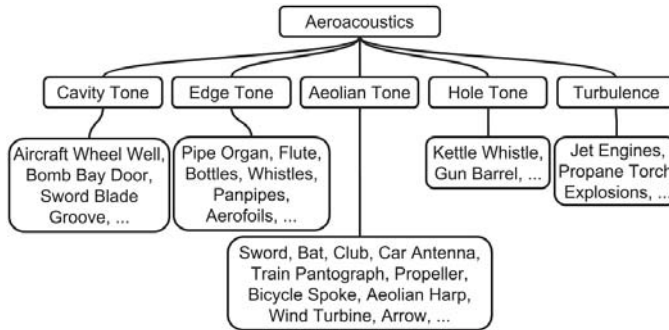 Aeroacoustics
Cavity Tone
Edge Tone
Aeolian Tone
Hole Tone
Turbulence
Aircraft Wheel Well,
Bomb Bay Door,
Sword Blade
Groove, ...
Pipe Organ, Flute,
Bottles, Whistles,
Panpipes,
Aerofoils, ...
Sword, Bat, Club, Car Antenna,
Train Pantograph, Propeller,
Bicycle Spoke, Aeolian Harp,
Wind Turbine, Arrow, ...
Kettle Whistle,
Gun Barrel, ...
Jet Engines,
Propane Torch
Explosions, ...